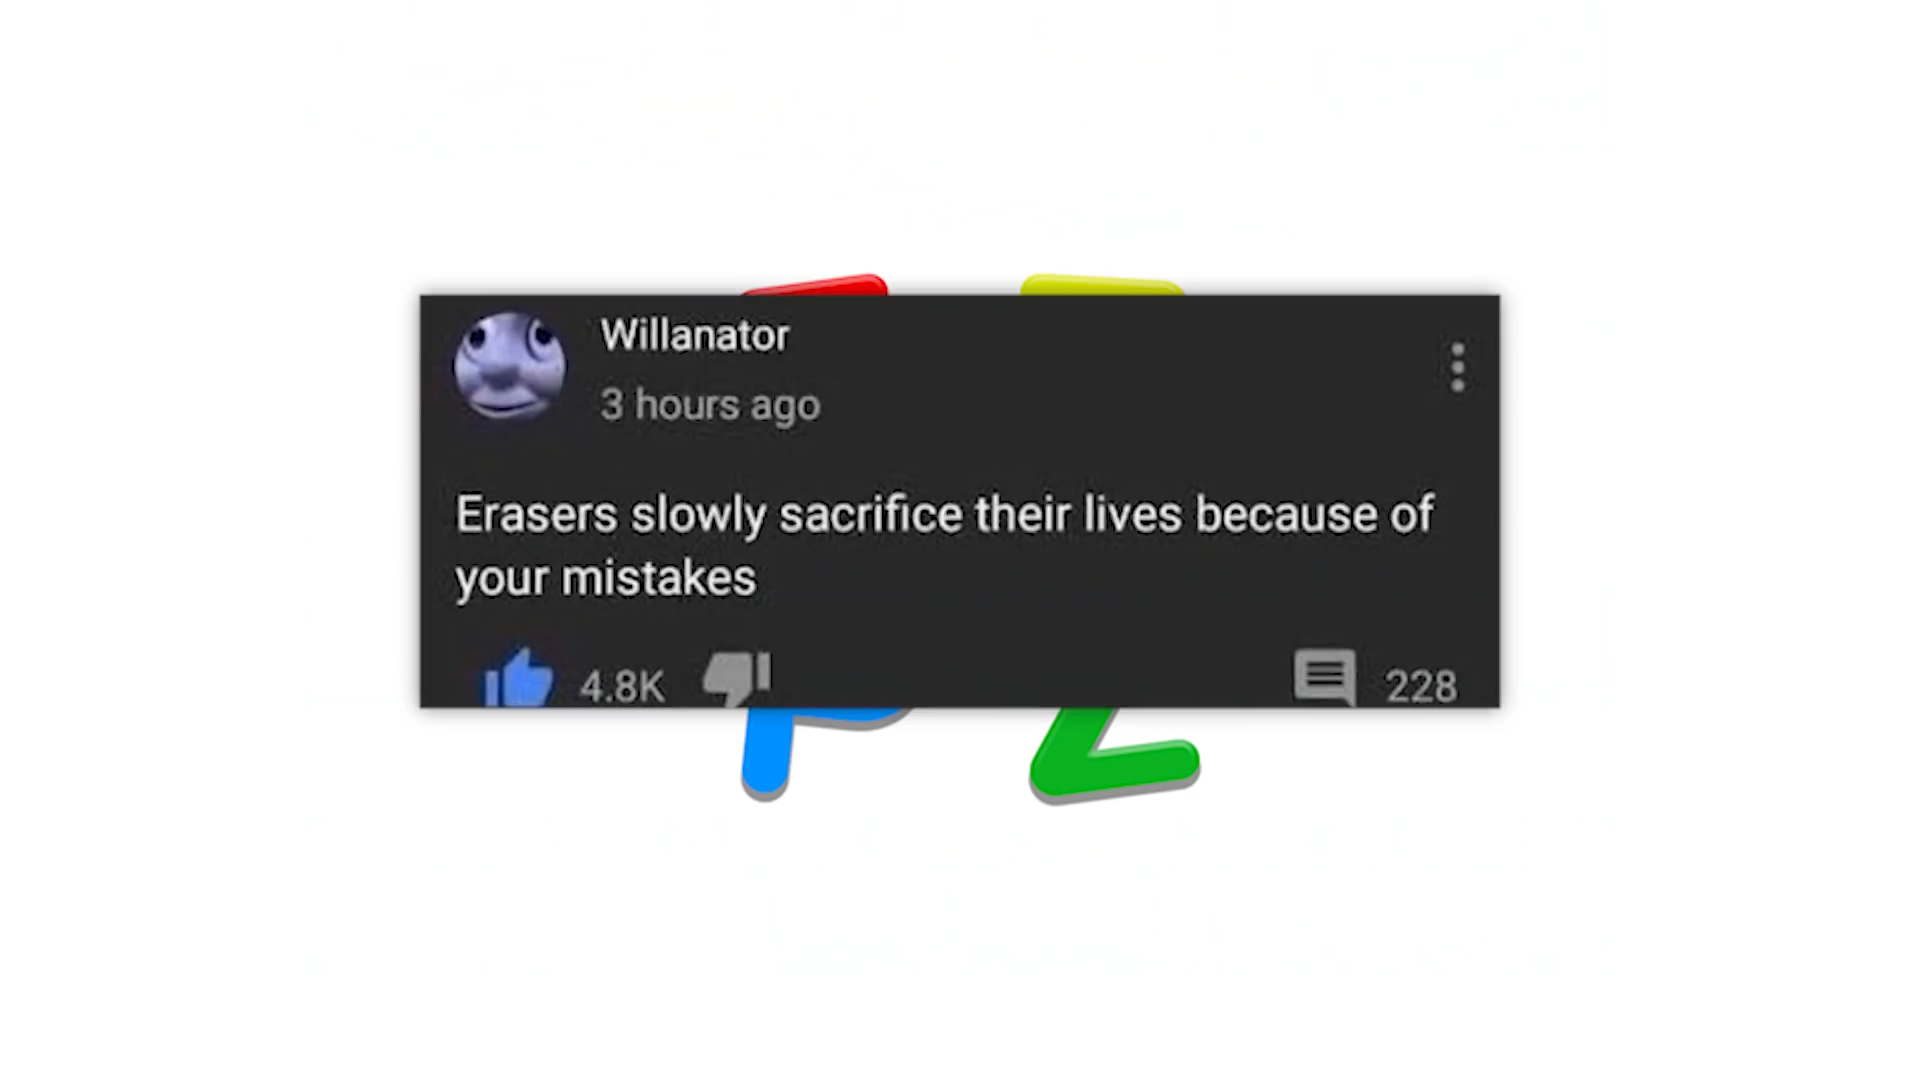 Willanator
3 hours ago
Erasers slowly sacrifice their lives because of
your mistakes
4.8K
228